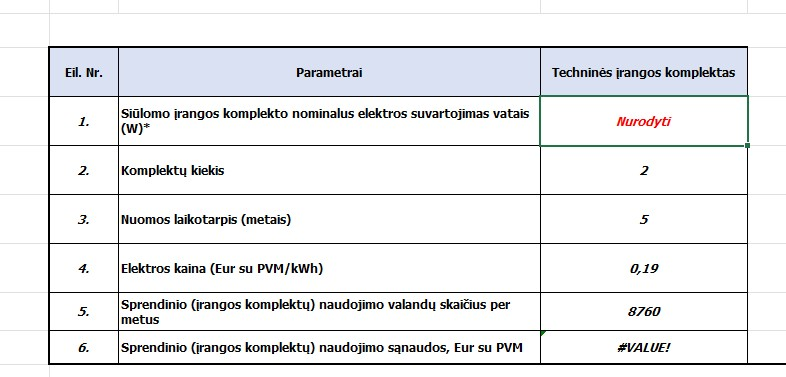 Eil. Nr. Parametrai Techninės įrangos komplektas
1. Siūlomo įrangos komplekto nominalus elektros suvartojimas vatais
(W)* Nurodyti
2. Komplektų kiekis 2
3. Nuomos laikotarpis (metais) 5
4. Elektros kaina (Eur su PVM/kWh) 0,19
5. Sprendinio (įrangos komplektų) naudojimo valandų skaičius per
metus 8760
6. Sprendinio (įrangos komplektų) naudojimo sąnaudos, Eur su PVM #VALUE!